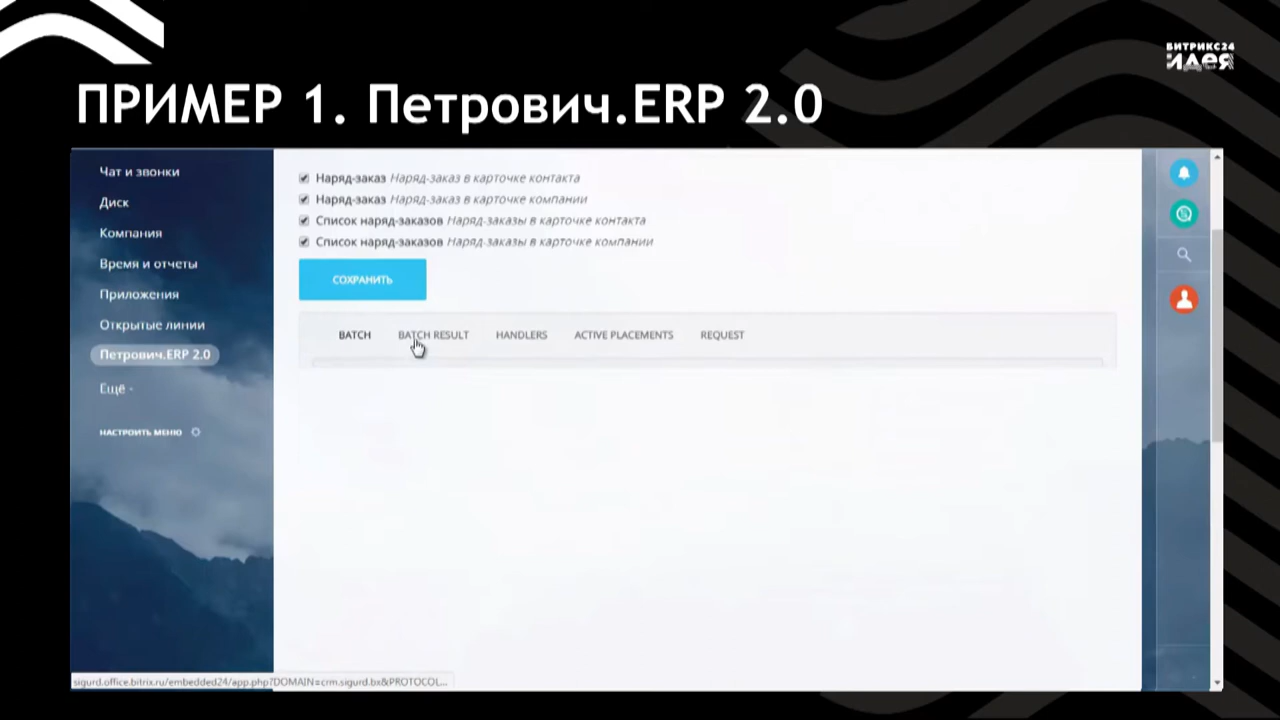 БИТРИКС24
ИДЕЯ
ПРИМЕР 1. Петрович.ERP 2.0
Чат и звонки
Диск
Компания
Время и отчеты
Приложения
Открытые линии
Петрович.ERP 2.0
Ещё -
НАСТРОИТЬ МЕНЮ
Наряд-заказ Наряд-заказ в карточке контакта
Наряд-заказ Наряд-заказ в карточке компании
Список наряд-заказов Наряд-заказы в карточке контакта
Список наряд-заказов Наряд-заказы в карточке компании
СОХРАНИТЬ
BATCH BATCH RESULT HANDLERS ACTIVE PLACEMENTS REQUEST
sigurd.office.bitrix.ru/embedded24/app.php?DOMAIN=crm.sigurd.bx&PROTOCOL...